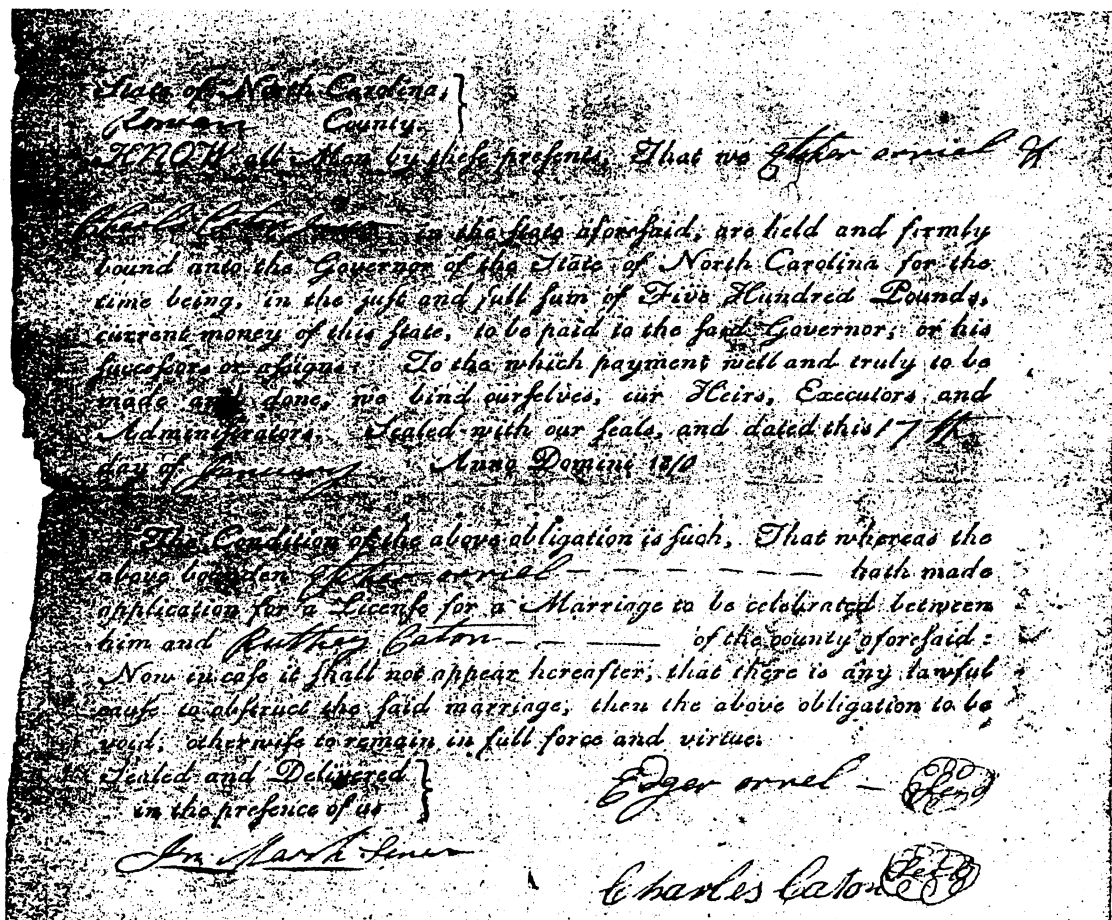 State of North Carolina,
Rowan County.
KNOW all Men by these presents, That we orriel &
Charls in the state aforesaid, are held and firmly
bound unto the Governor of the State of North Carolina for the
time being, in the just and full sum of Five Hundred Pounds,
current money of this state, to be paid to the said Governor, or his
successors or assigns: To the which payment well and truly to be
made and done, we bind ourselves, our Heirs, Executors and
Administrators. Sealed with our seals, and dated this 17th
day of January Anno Domini 1810
The Condition of the above obligation is such, That whereas the
above bounden orriel hath made
application for a License for a Marriage to be celebrated between
him and Ruthey Caton of the county aforesaid:
Now in case it shall not appear hereafter, that there is any lawful
cause to obstruct the said marriage, then the above obligation to be
void, otherwise to remain in full force and virtue.
Sealed and Delivered
in the presence of us
Jn. March Sener
Edger orrel – Seal
Charles Caton Seal